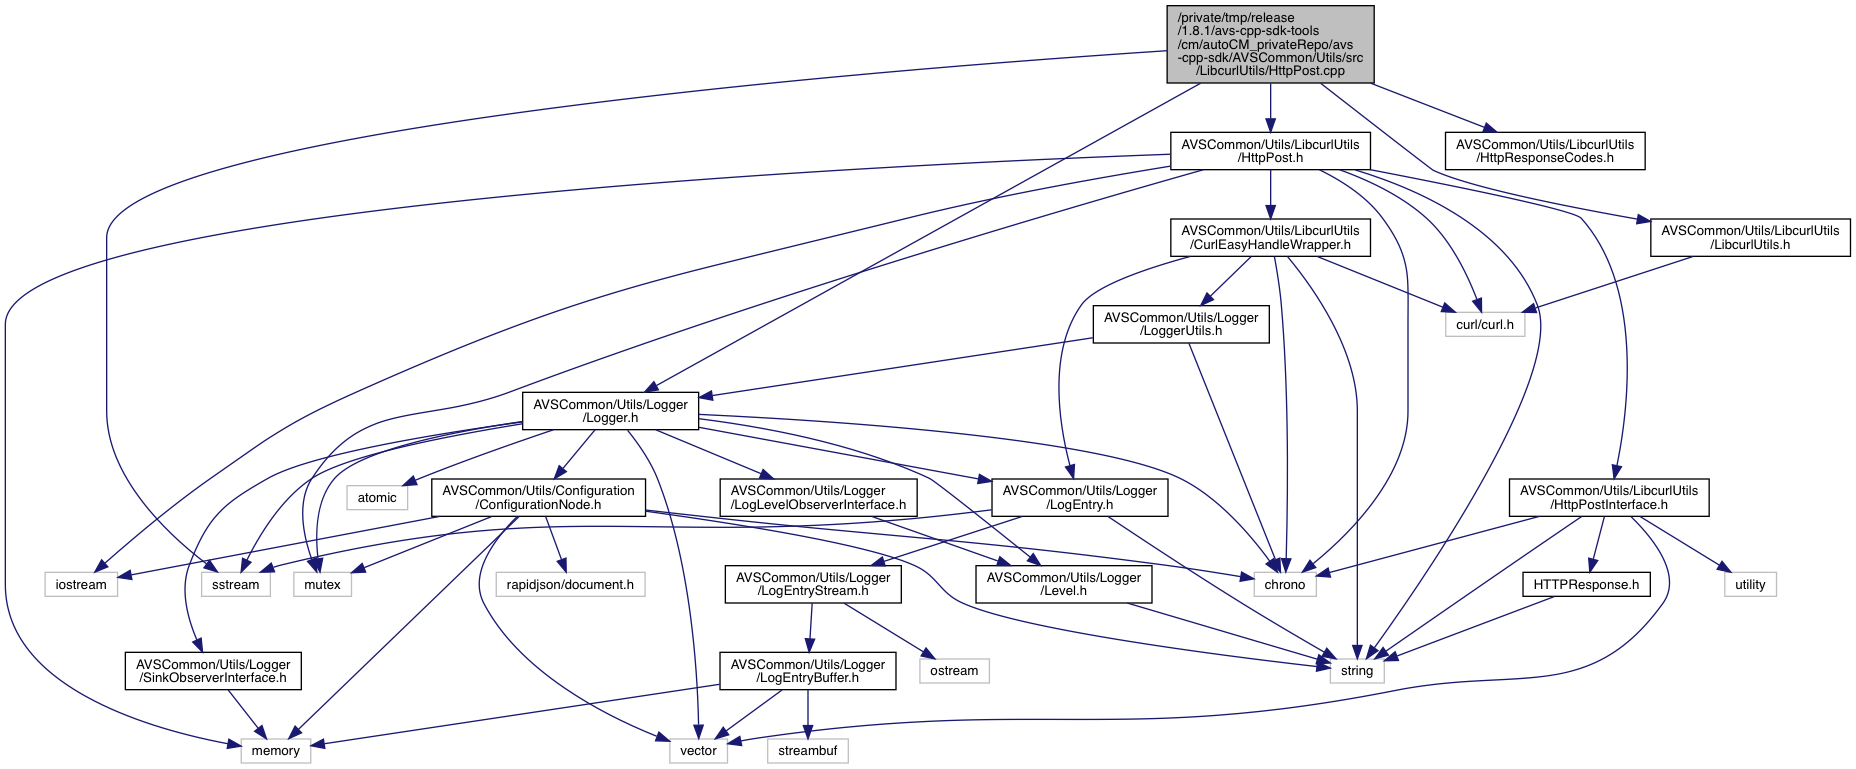 /private/tmp/release
/1.8.1/avs-cpp-sdk-tools
/cm/autoCM_privateRepo/avs
-cpp-sdk/AVSCommon/Utils/src
/LibcurlUtils/HttpPost.cpp
AVSCommon/Utils/LibcurlUtils
/HttpPost.h
AVSCommon/Utils/LibcurlUtils
/HttpResponseCodes.h
AVSCommon/Utils/LibcurlUtils
/CurlEasyHandleWrapper.h
AVSCommon/Utils/LibcurlUtils
/LibcurlUtils.h
AVSCommon/Utils/Logger
/LoggerUtils.h
curl/curl.h
AVSCommon/Utils/Logger
/Logger.h
atomic
AVSCommon/Utils/Configuration
/ConfigurationNode.h
AVSCommon/Utils/Logger
/LogLevelObserverInterface.h
AVSCommon/Utils/Logger
/LogEntry.h
AVSCommon/Utils/LibcurlUtils
/HttpPostInterface.h
iostream
sstream
mutex
rapidjson/document.h
AVSCommon/Utils/Logger
/LogEntryStream.h
AVSCommon/Utils/Logger
/Level.h
chrono
HTTPResponse.h
utility
AVSCommon/Utils/Logger
/SinkObserverInterface.h
AVSCommon/Utils/Logger
/LogEntryBuffer.h
ostream
string
memory
vector
streambuf